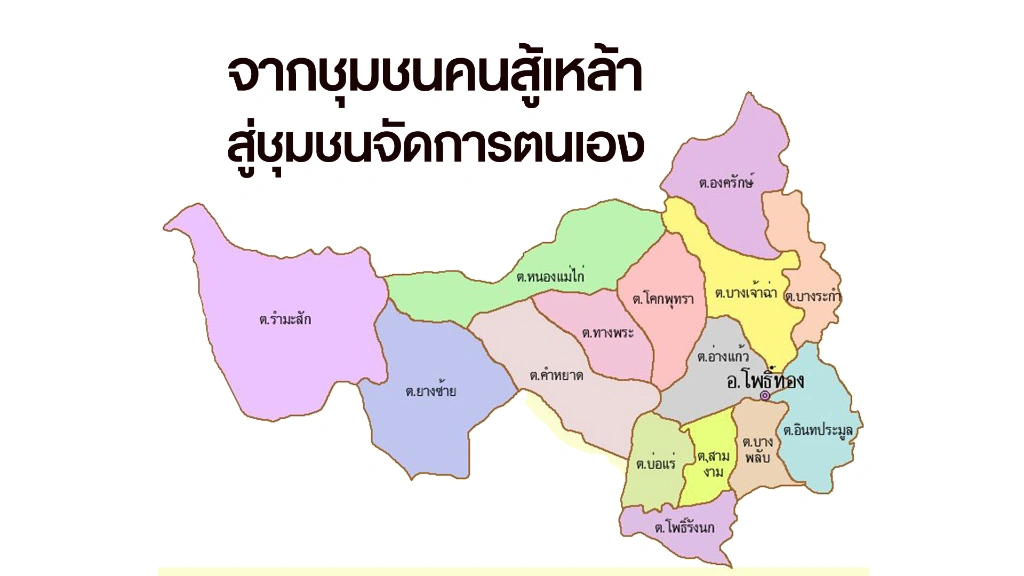 จากชุมชนคนสู้เหล้า
สู่ชุมชนจัดการตนเอง
ต.องครักษ์
ต.หนองแม่ไก่
ต.โคกพุทรา
ต.บางเจ้าฉ่า
ต.บางระกำ
ต.รำมะสัก
ต.ทางพระ
ต.อ่างแก้ว
ต.คำหยาด
อ.โพธิ์ทอง
ต.ยางซ้าย
ต.อินทประมูล
ต.บ่อแร่
ต.สาม
งาม
ต.บาง
พลับ
ต.โพธิ์รังนก